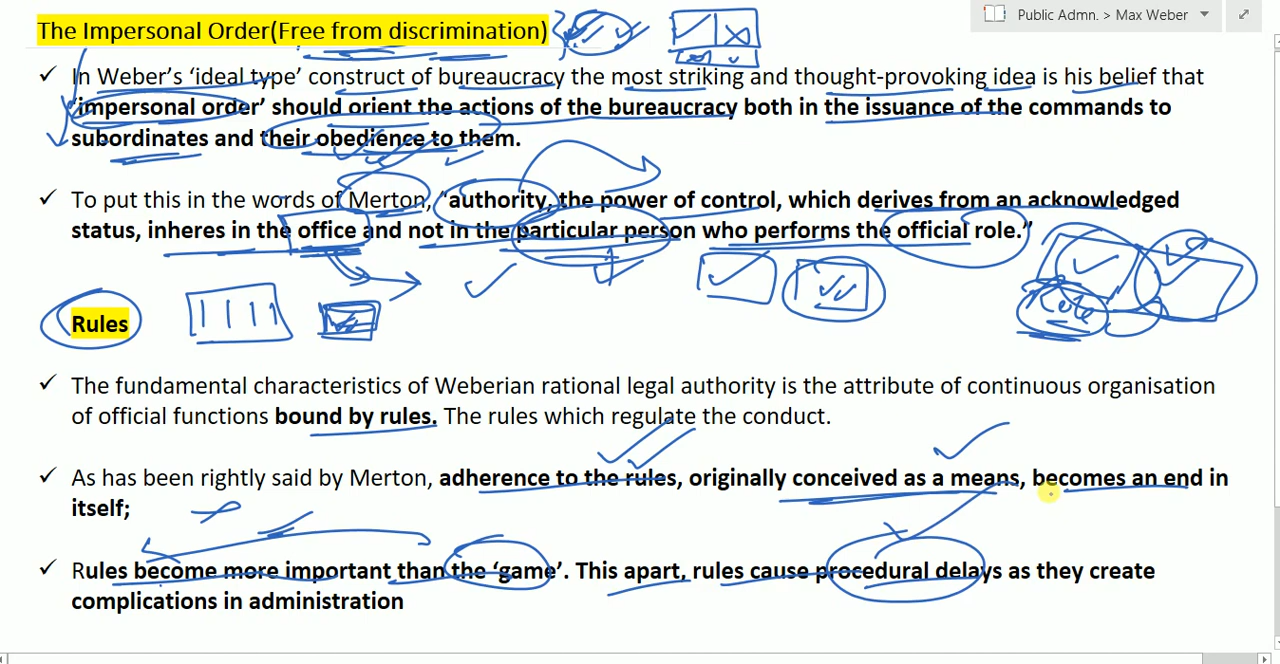 Public Admn. > Max Weber
The Impersonal Order(Free from discrimination)
✓ In Weber's 'ideal type' construct of bureaucracy the most striking and thought-provoking idea is his belief that
'impersonal order' should orient the actions of the bureaucracy both in the issuance of the commands to
subordinates and their obedience to them.
✓ To put this in the words of Merton, "authority, the power of control, which derives from an acknowledged
status, inheres in the office and not in the particular person who performs the official role."
Rules
✓ The fundamental characteristics of Weberian rational legal authority is the attribute of continuous organisation
of official functions bound by rules. The rules which regulate the conduct.
✓ As has been rightly said by Merton, adherence to the rules, originally conceived as a means, becomes an end in
itself;
✓ Rules become more important than the 'game'. This apart, rules cause procedural delays as they create
complications in administration